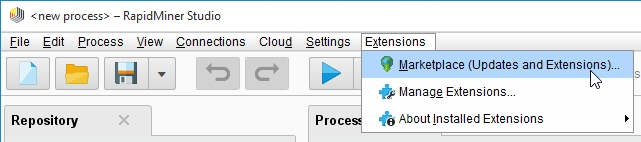 <new process> – RapidMiner Studio
File Edit Process View Connections Cloud Settings Extensions
Marketplace (Updates and Extensions)...
Manage Extensions...
About Installed Extensions
Repository
Process